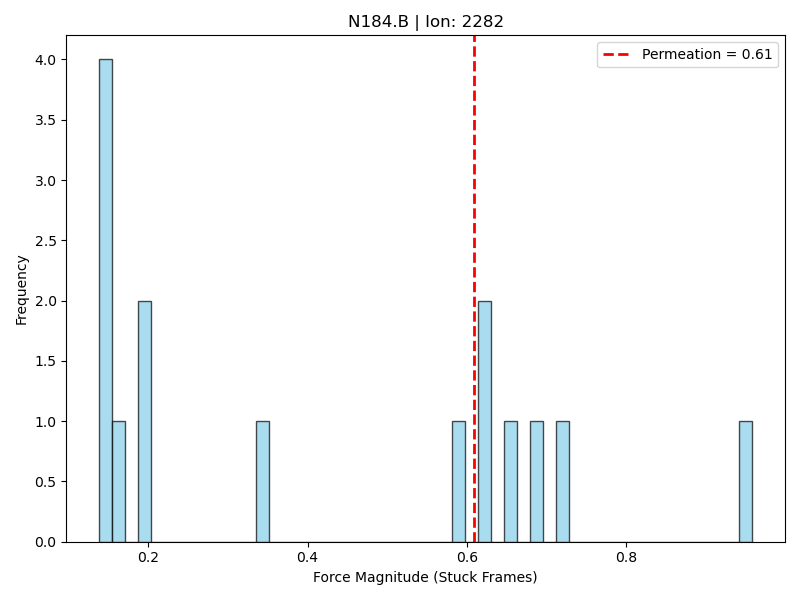 N184.B | Ion: 2282
Permeation = 0.61
4.0
3.5
3.0
2.5
2.0
1.5
1.0
0.5
0.0
Frequency
0.2 0.4 0.6 0.8
Force Magnitude (Stuck Frames)